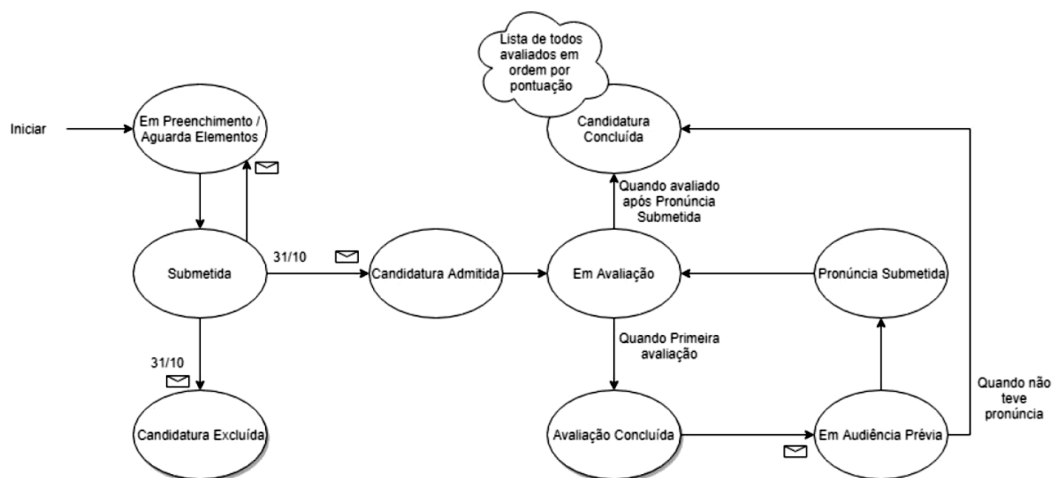 Lista de todos
avaliados em
ordem por
pontuação
Iniciar
Em Preenchimento /
Aguarda Elementos
Candidatura
Concluída
Quando avaliado
após Pronúncia
Submetida
Submetida
31/10
Candidatura Admitida
Em Avaliação
Pronúncia Submetida
31/10
Quando Primeira
avaliação
Quando não
teve
pronúncia
Candidatura Excluída
Avaliação Concluída
Em Audiência Prévia